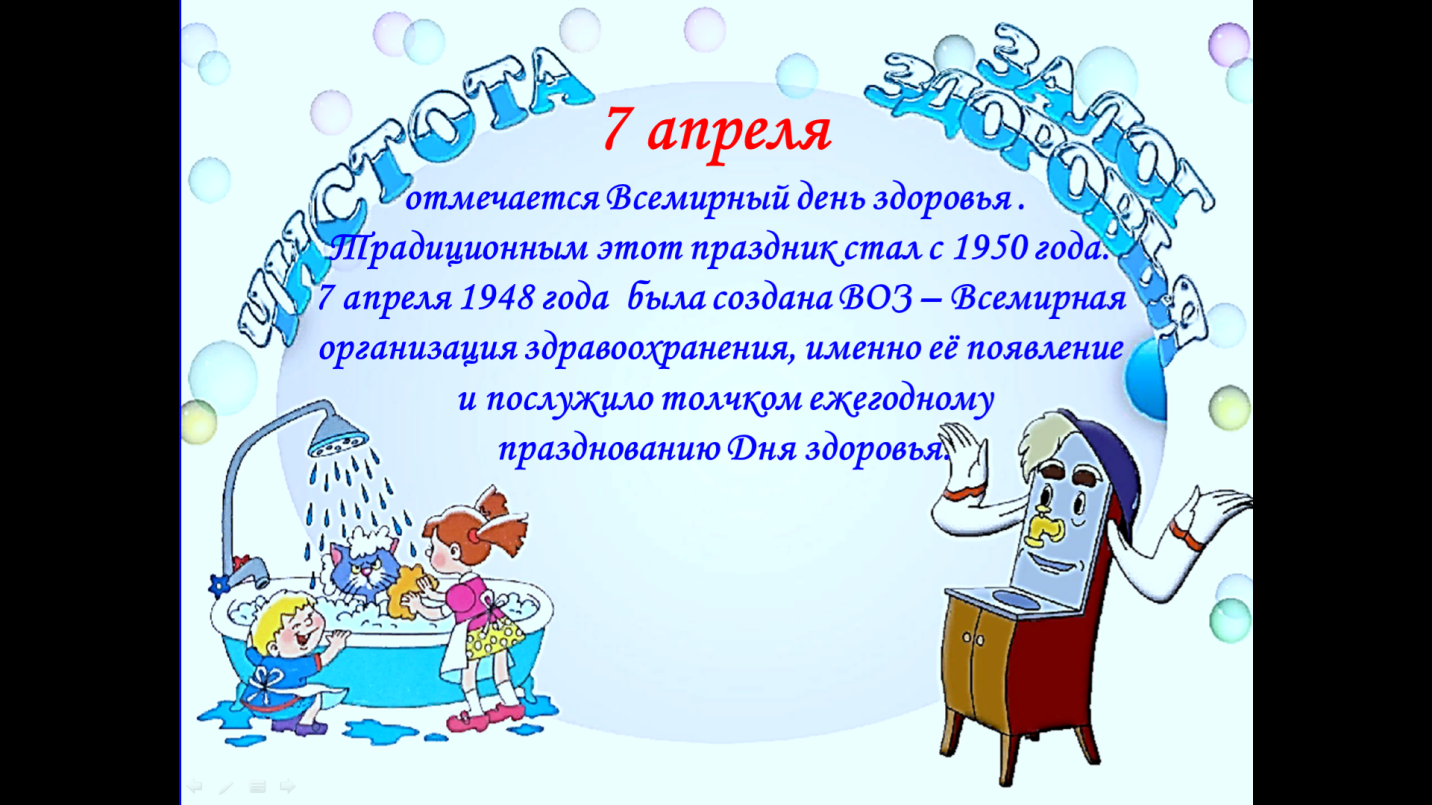 ЧИСТОТА
ЗАЛОГ
ЗДОРОВЬЯ
7 апреля
отмечается Всемирный день здоровья .
Традиционным этот праздник стал с 1950 года.
7 апреля 1948 года была создана ВОЗ – Всемирная
организация здравоохранения, именно её появление
и послужило толчком ежегодному
празднованию Дня здоровья.